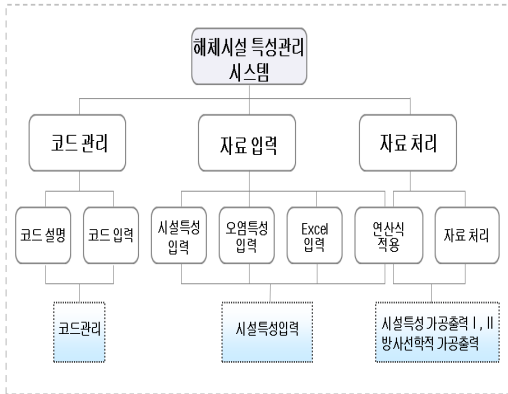 해체시설 특성관리
시스템
코드 관리
자료 입력
자료 처리
코드 설명
코드 입력
시설특성
입력
오염특성
입력
Excel
입력
연산식
적용
자료 처리
코드관리
시설특성입력
시설특성 가공출력 Ⅰ, Ⅱ
방사선학적 가공출력